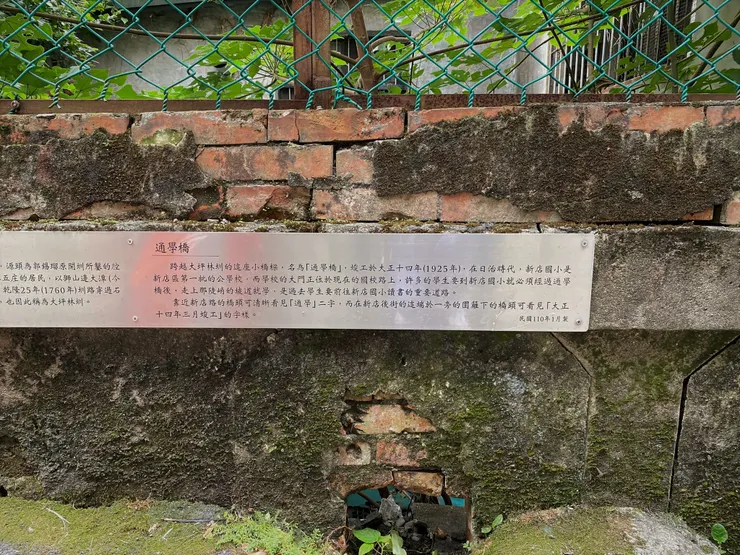 ，源頭為郭錫瑠原開圳所鑿的
五庄的居民，以獅山邊大潭(今
乾隆25年(1760年)圳路穿過石
。也因此稱為大坪林圳。
通學橋
跨越大坪林圳的這座小橋樑，名為「通學橋」，竣工於大正十四年(1925年)，在日治時代，新店國小是
新店區第一批的公學校，而學校的大門正位於現在的國校路上，許多的學生要到新店國小就必須經過通學
橋後，走上那陡峭的坡道就學，是過去學生要前往新店國小讀書的重要道路。
靠近新店路的橋頭可清晰看見「通學」二字，而在新店後街的這端於一旁的圍籬下的橋頭可看見「大正
十四年三月竣工」的字樣。
民國110年1月製